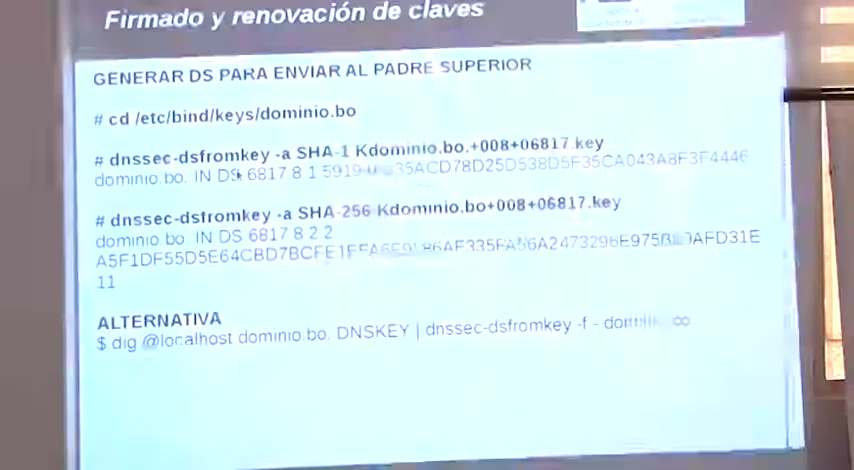 Firmado y renovación de claves
GENERAR DS PARA ENVIAR AL PADRE SUPERIOR
# cd /etc/bind/keys/dominio.bo
# dnssec-dsfromkey -a SHA-1 Kdominio.bo.+008+06817.key
dominio.bo. IN DS 6817 8 1
# dnssec-dsfromkey -a SHA-256 Kdominio.bo+008+06817.key
dominio.bo IN DS 6817 8 2 2
11
ALTERNATIVA
$ dig @localhost dominio.bo. DNSKEY | dnssec-dsfromkey -f -